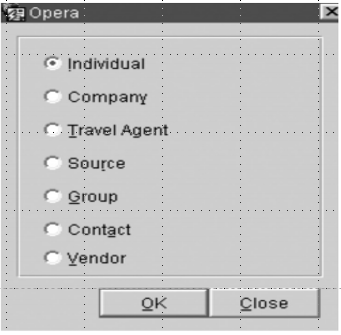 Opera
Individual
Company
Travel Agent
Source
Group
Contact
Vendor
OK Close